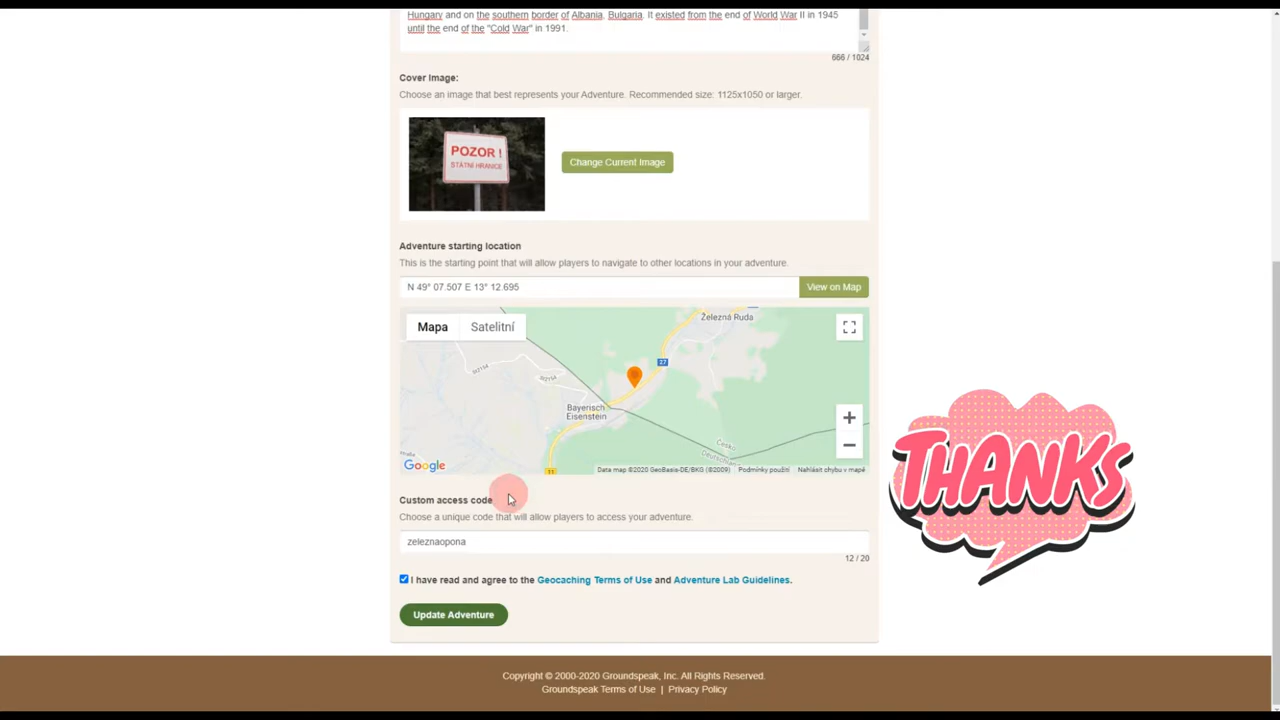 Hungary and on the southern border of Albania, Bulgaria. It existed from the end of World War II in 1945
until the end of the "Cold War" in 1991.
666 / 1024
Cover Image:
Choose an image that best represents your Adventure. Recommended size: 1125x1050 or larger.
POZOR !
STÁTNÍ HRANICE
Change Current Image
Adventure starting location
This is the starting point that will allow players to navigate to other locations in your adventure.
N 49° 07.507 E 13° 12.695
View on Map
Mapa
Satelitní
Železná Ruda
27
Bayerisch
Eisenstein
Česko
Deutschland
11
Google
Data map ©2020 GeoBasis-DE/BKG (©2009)
Podmínky použití
Nahlásit chybu v mapě
THANKS
Custom access code
Choose a unique code that will allow players to access your adventure.
zeleznaopona
12 / 20
I have read and agree to the Geocaching Terms of Use and Adventure Lab Guidelines.
Update Adventure
Copyright © 2000-2020 Groundspeak, Inc. All Rights Reserved.
Groundspeak Terms of Use | Privacy Policy